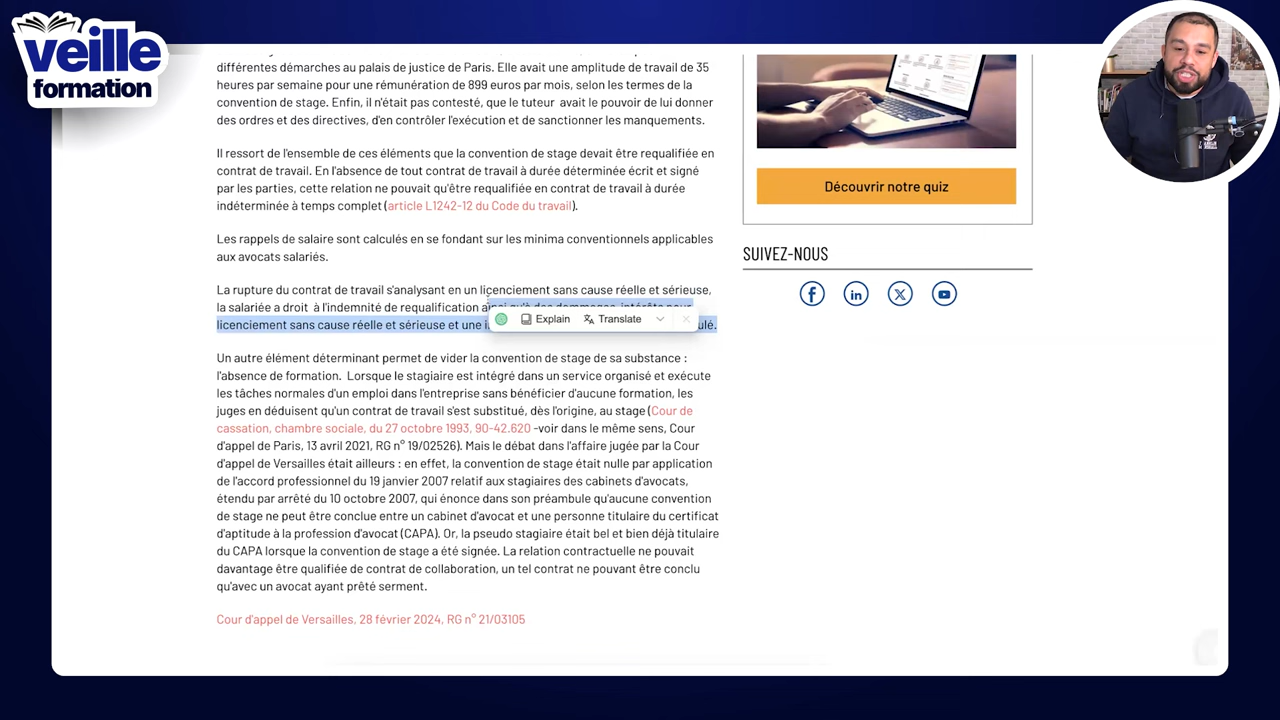 veille
formation
différentes démarches au palais de justice de Paris. Elle avait une amplitude de travail de 35
heures par semaine pour une rémunération de 899 euros par mois, selon les termes de la
convention de stage. Enfin, il n'était pas contesté, que le tuteur avait le pouvoir de lui donner
des ordres et des directives, d'en contrôler l'exécution et de sanctionner les manquements.
Il ressort de l'ensemble de ces éléments que la convention de stage devait être requalifiée en
contrat de travail. En l'absence de tout contrat de travail à durée déterminée écrit et signé
par les parties, cette relation ne pouvait qu'être requalifiée en contrat de travail à durée
indéterminée à temps complet (article L1242-12 du Code du travail).
Les rappels de salaire sont calculés en se fondant sur les minima conventionnels applicables
aux avocats salariés.
La rupture du contrat de travail s'analysant en un licenciement sans cause réelle et sérieuse,
la salariée a droit à l'indemnité de requalification ainsi qu'à des dommages-intérêts pour
licenciement sans cause réelle et sérieuse et une
Explain Translate
Un autre élément déterminant permet de vider la convention de stage de sa substance :
l'absence de formation. Lorsque le stagiaire est intégré dans un service organisé et exécute
les tâches normales d'un emploi dans l'entreprise sans bénéficier d'aucune formation, les
juges en déduisent qu'un contrat de travail s'est substitué, dès l'origine, au stage (Cour de
cassation, chambre sociale, du 27 octobre 1993, 90-42.620 -voir dans le même sens, Cour
d'appel de Paris, 13 avril 2021, RG n° 19/02526). Mais le débat dans l'affaire jugée par la Cour
d'appel de Versailles était ailleurs : en effet, la convention de stage était nulle par application
de l'accord professionnel du 19 janvier 2007 relatif aux stagiaires des cabinets d'avocats,
étendu par arrêté du 10 octobre 2007, qui énonce dans son préambule qu'aucune convention
de stage ne peut être conclue entre un cabinet d'avocat et une personne titulaire du certificat
d'aptitude à la profession d'avocat (CAPA). Or, la pseudo stagiaire était bel et bien déjà titulaire
du CAPA lorsque la convention de stage a été signée. La relation contractuelle ne pouvait
davantage être qualifiée de contrat de collaboration, un tel contrat ne pouvant être conclu
qu'avec un avocat ayant prêté serment.
Cour d'appel de Versailles, 28 février 2024, RG n° 21/03105
Découvrir notre quiz
SUIVEZ-NOUS